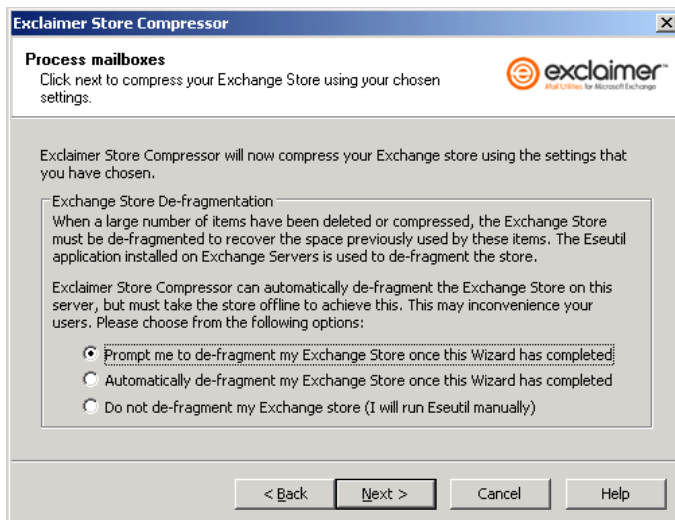 Exclaimer Store Compressor
Process mailboxes
Click next to compress your Exchange Store using your chosen
settings.
exclaimer™
Mail Utilities for Microsoft Exchange
Exclaimer Store Compressor will now compress your Exchange store using the settings that
you have chosen.
Exchange Store De-fragmentation
When a large number of items have been deleted or compressed, the Exchange Store
must be de-fragmented to recover the space previously used by these items. The Eseutil
application installed on Exchange Servers is used to de-fragment the store.
Exclaimer Store Compressor can automatically de-fragment the Exchange Store on this
server, but must take the store offline to achieve this. This may inconvenience your
users. Please choose from the following options:
Prompt me to de-fragment my Exchange Store once this Wizard has completed
Automatically de-fragment my Exchange Store once this Wizard has completed
Do not de-fragment my Exchange store (I will run Eseutil manually)
< Back
Next >
Cancel
Help